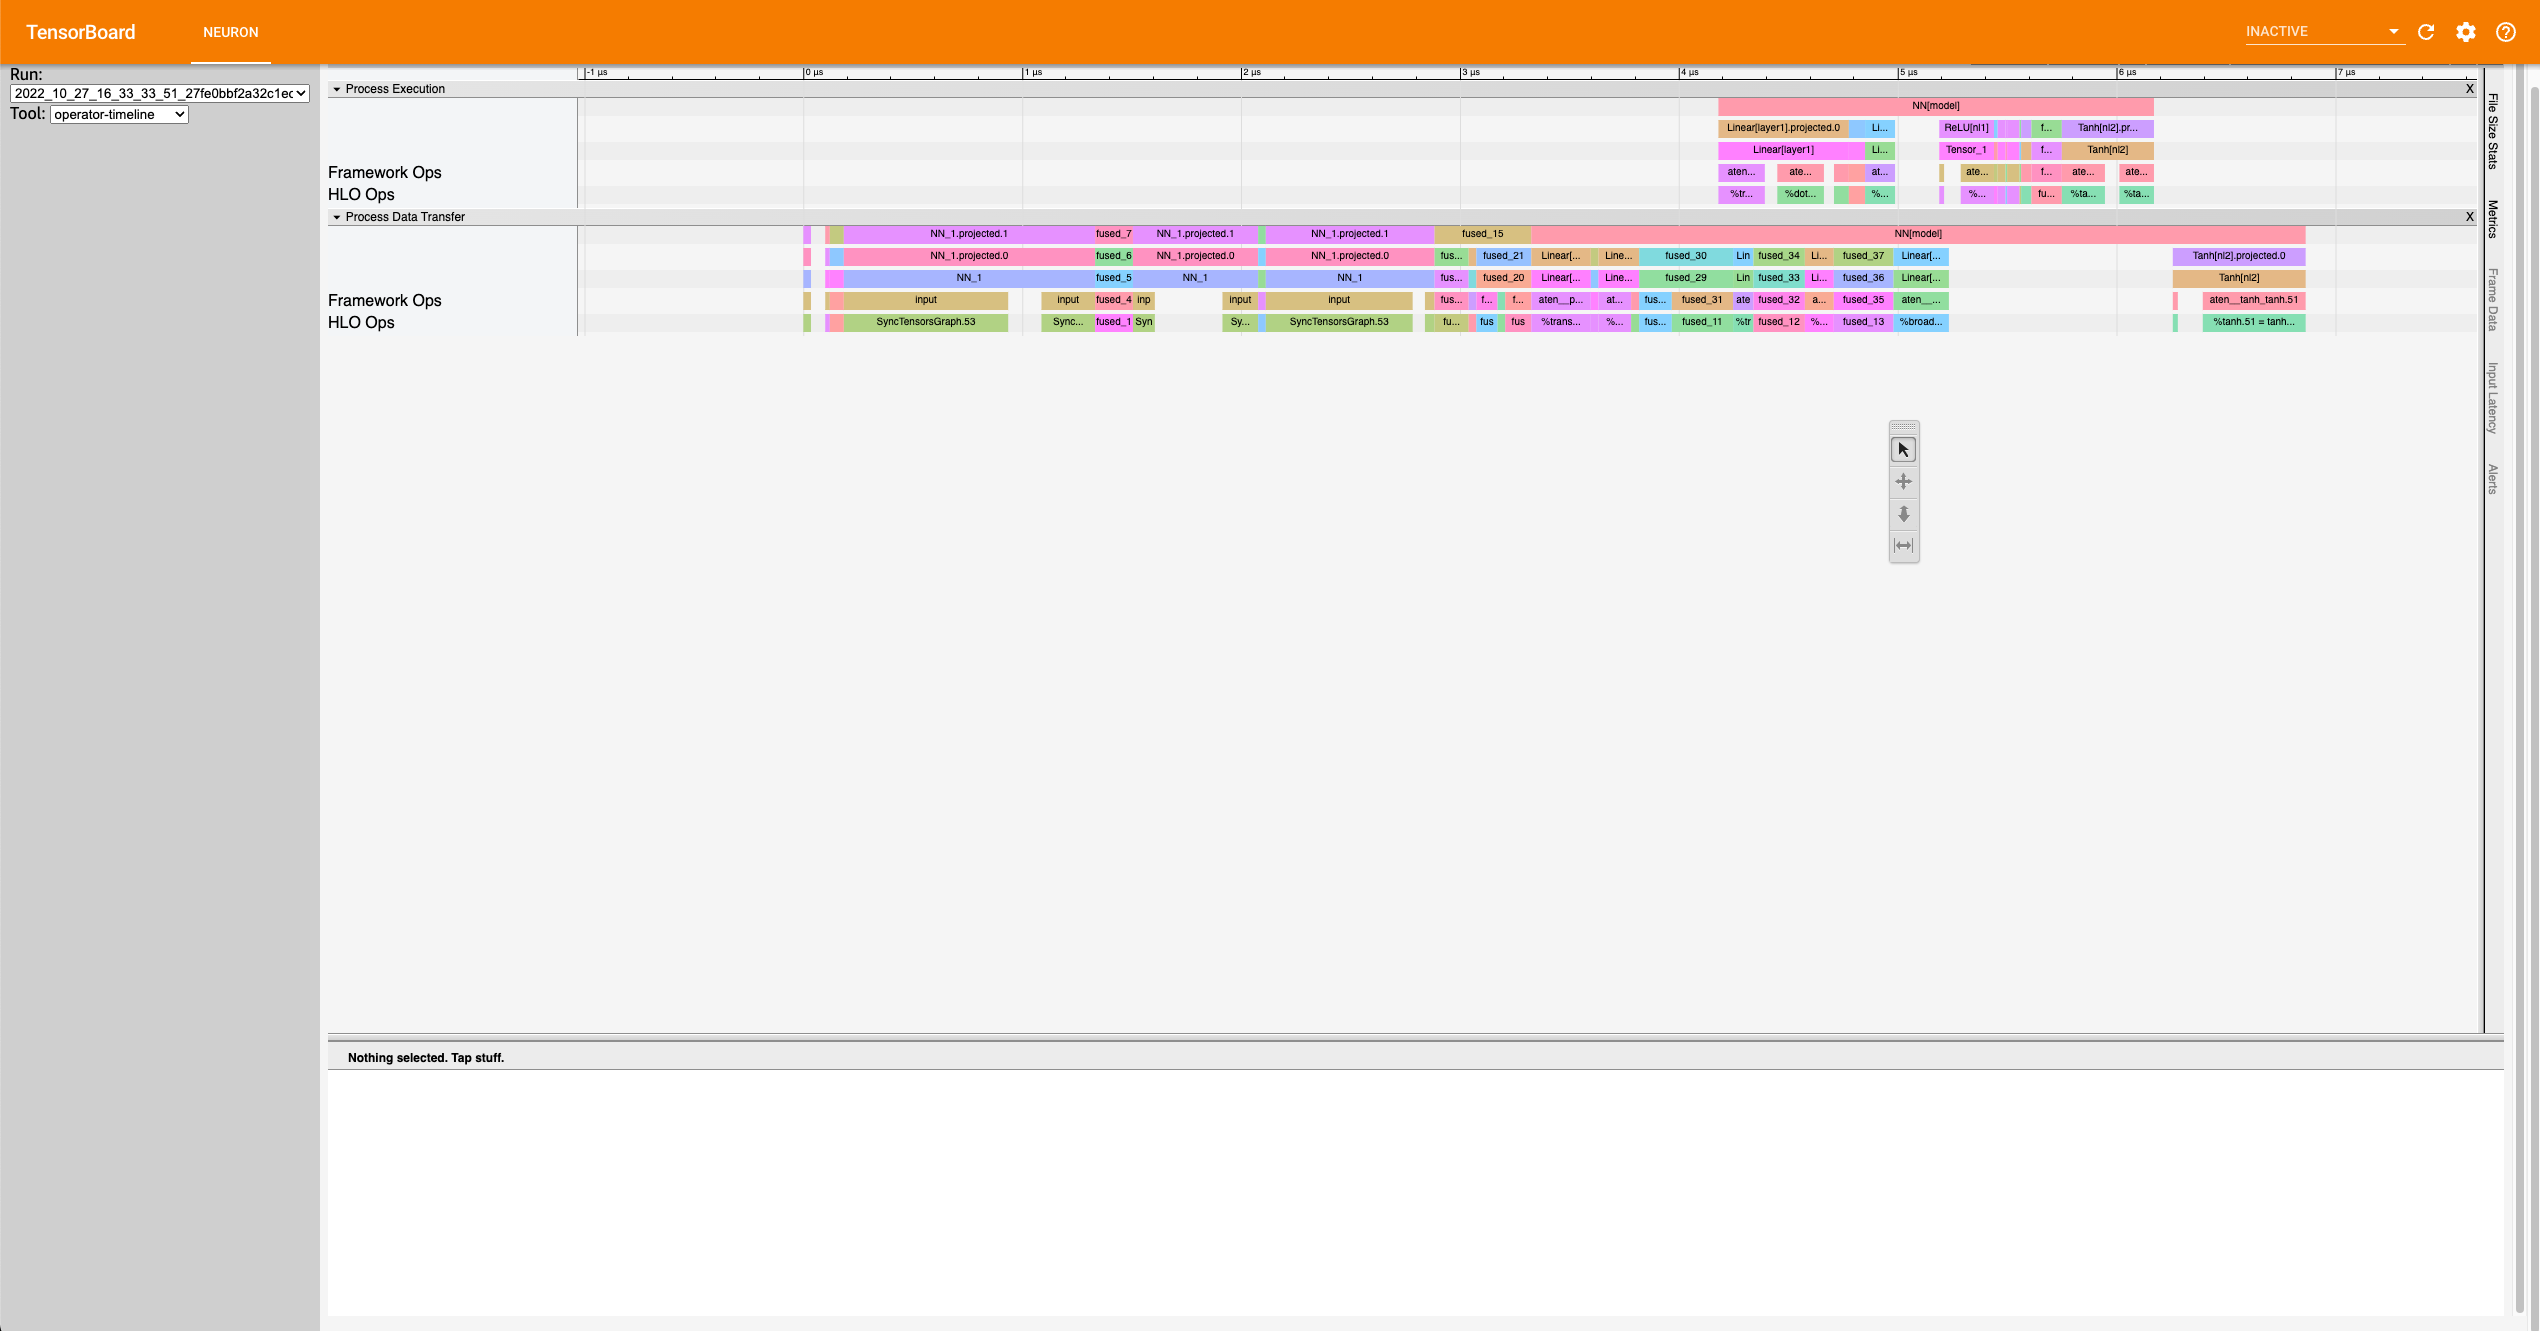 TensorBoard NEURON INACTIVE
Run:
2022_10_27_16_33_33_51_27fe0bbf2a32c1ec
Tool: operator-timeline
-1 µs 0 µs 1 µs 2 µs 3 µs 4 µs 5 µs 6 µs 7 µs
Process Execution X
NN[model]
Linear[layer1].projected.0 Li... ReLU[nl1] f... Tanh[nl2].pr...
Linear[layer1] Li... Tensor_1 f... Tanh[nl2]
Framework Ops aten... ate... at... ate... f... ate... ate...
HLO Ops %tr... %dot... %... %... fu... %ta... %ta...
Process Data Transfer X
NN_1.projected.1 fused_7 NN_1.projected.1 NN_1.projected.1 fused_15 NN[model]
NN_1.projected.0 fused_6 NN_1.projected.0 NN_1.projected.0 fus... fused_21 Linear[... Line... fused_30 Lin fused_34 Li... fused_37 Linear[... Tanh[nl2].projected.0
NN_1 fused_5 NN_1 NN_1 fus... fused_20 Linear[... Line... fused_29 Lin fused_33 Li... fused_36 Linear[... Tanh[nl2]
Framework Ops input input fused_4 inp input input fus... f... f... aten__p... at... fus... fused_31 ate fused_32 a... fused_35 aten__... aten__tanh_tanh.51
HLO Ops SyncTensorsGraph.53 Sync... fused_1 Syn Sy... SyncTensorsGraph.53 fu... fus fus %trans... %... fus... fused_11 %tr fused_12 %... fused_13 %broad... %tanh.51 = tanh...
File Size Stats
Metrics
Frame Data
Input Latency
Alerts
Nothing selected. Tap stuff.